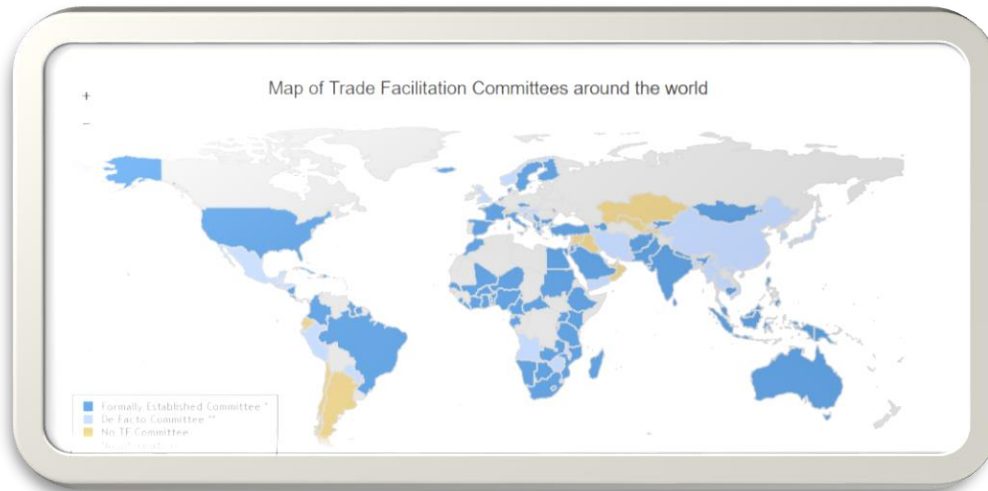 Map of Trade Facilitation Committees around the world
+
−
Formally Established Committee *
De Facto Committee **
No TF Committee